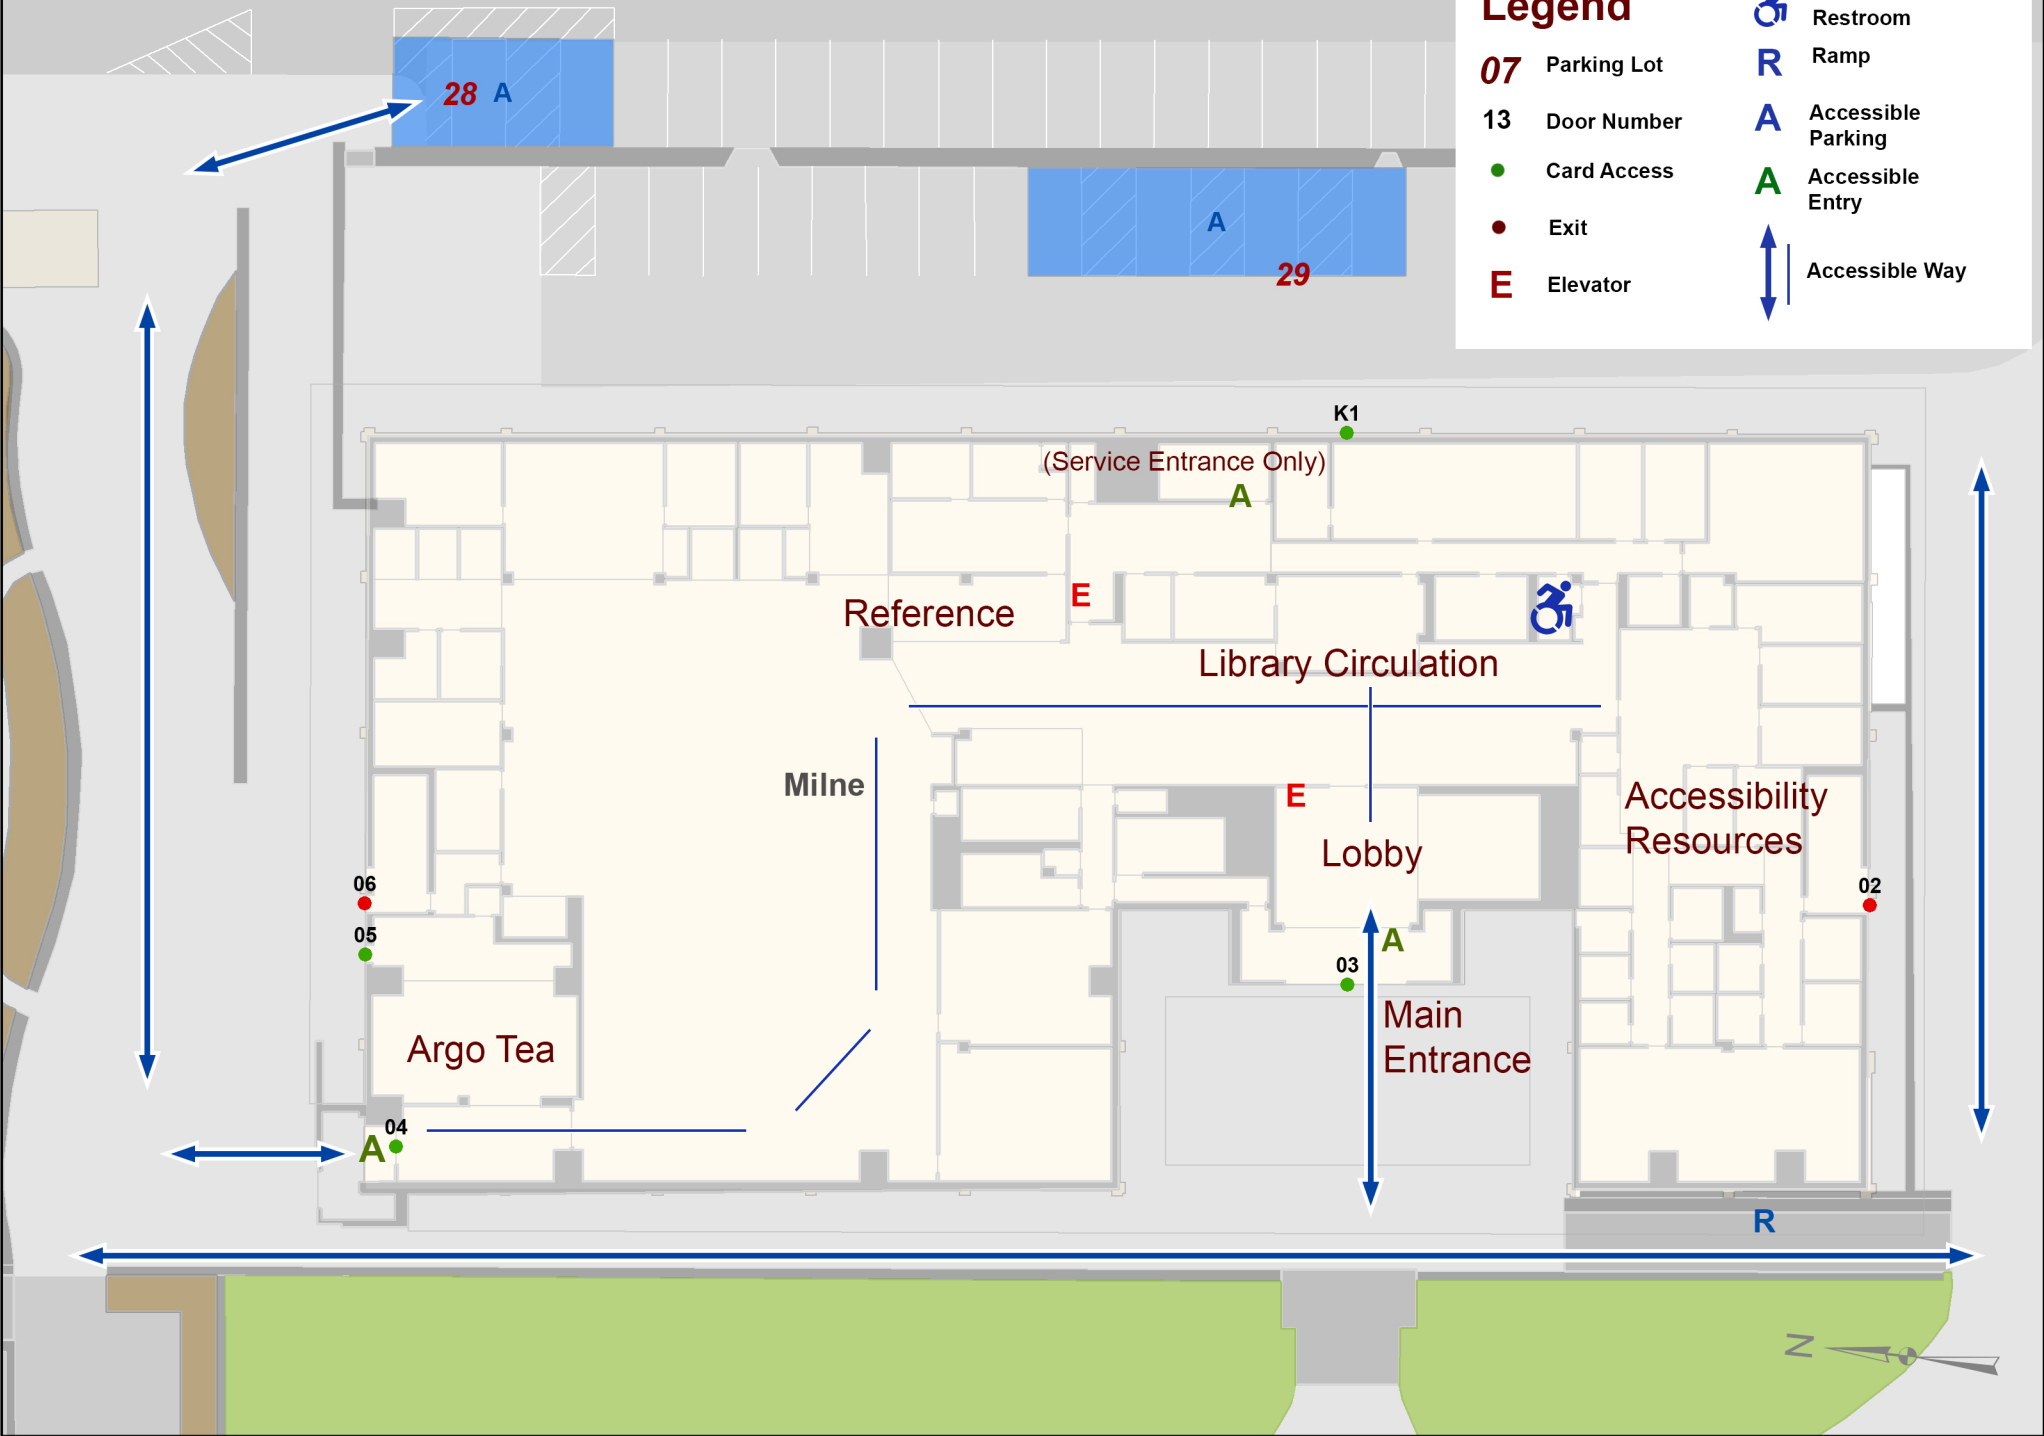 Legend
07 Parking Lot
13 Door Number
Card Access
Exit
E Elevator
Restroom
R Ramp
A Accessible
Parking
A Accessible
Entry
Accessible Way
28 A
A
29
K1
(Service Entrance Only)
A
E
Reference
Library Circulation
Milne
E
Lobby
Accessibility
Resources
06
02
05
A
03
Main
Entrance
Argo Tea
04
A
R
N